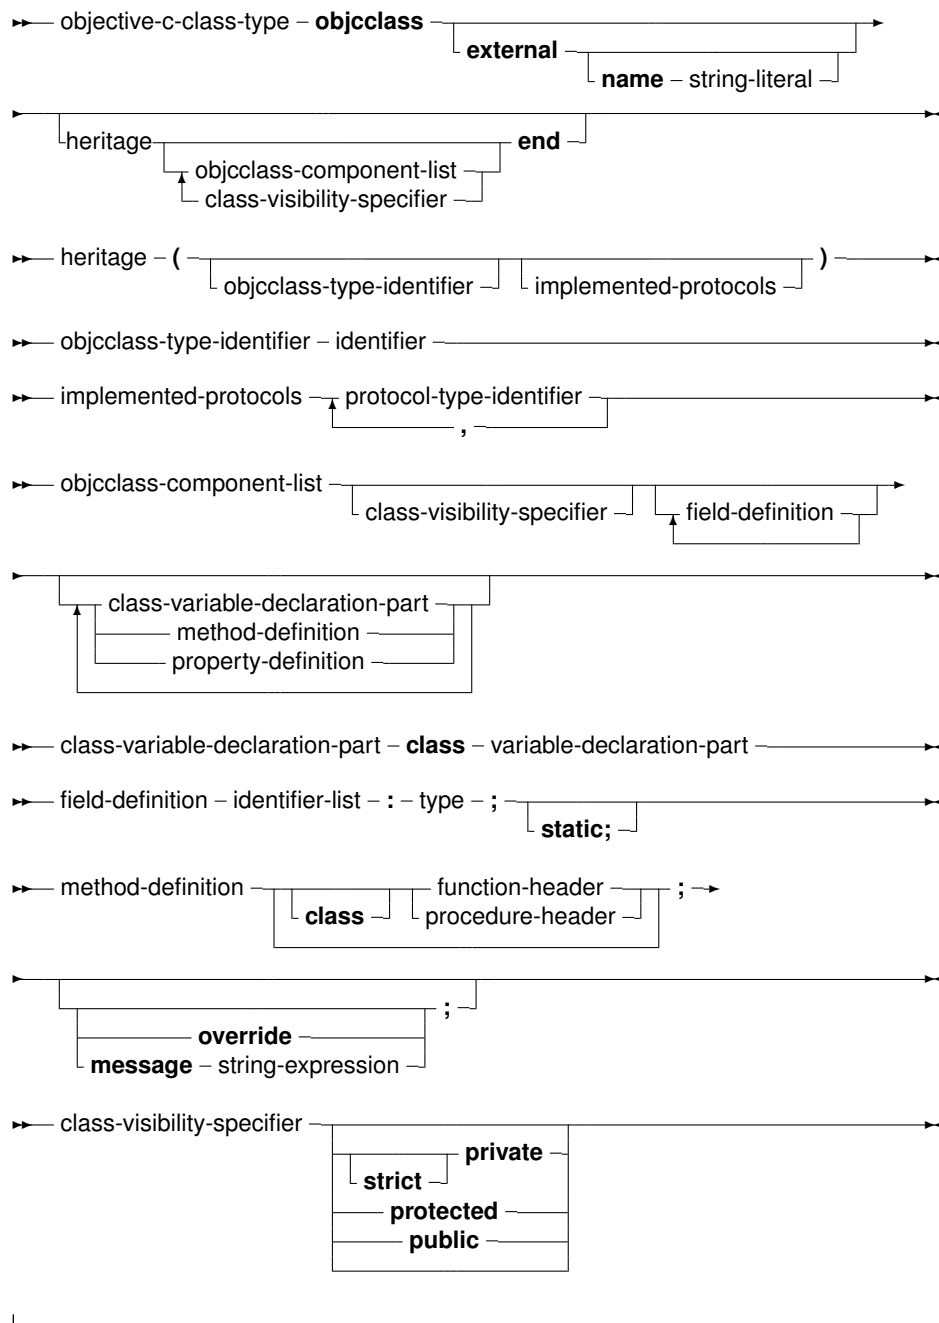 objective-c-class-type objcclass
external
name string-literal
heritage end
objcclass-component-list
class-visibility-specifier
heritage ( )
objcclass-type-identifier implemented-protocols
objcclass-type-identifier identifier
implemented-protocols protocol-type-identifier
,
objcclass-component-list
class-visibility-specifier field-definition
class-variable-declaration-part
method-definition
property-definition
class-variable-declaration-part class variable-declaration-part
field-definition identifier-list : type ;
static;
method-definition function-header ;
class procedure-header
;
override
message string-expression
class-visibility-specifier
private
strict
protected
public